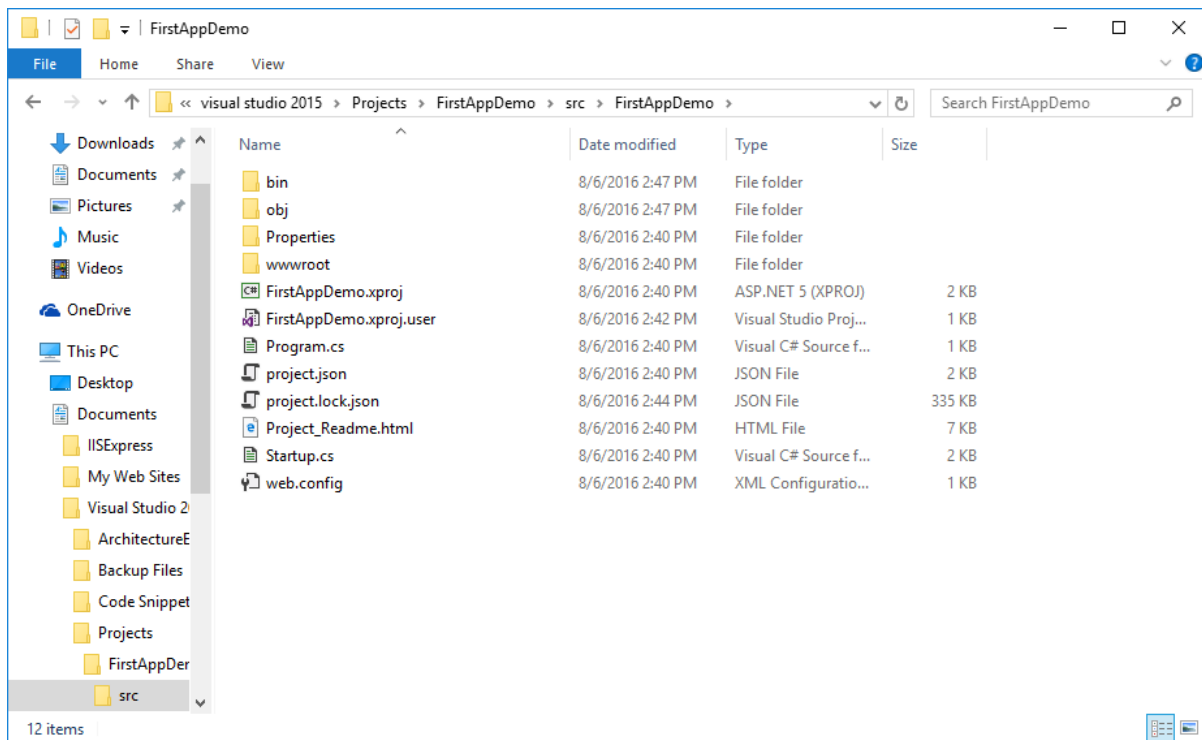 FirstAppDemo
File Home Share View
« visual studio 2015 › Projects › FirstAppDemo › src › FirstAppDemo › Search FirstAppDemo
Downloads
Documents
Pictures
Music
Videos
OneDrive
This PC
Desktop
Documents
IISExpress
My Web Sites
Visual Studio 2
ArchitectureE
Backup Files
Code Snippet
Projects
FirstAppDer
src
Name Date modified Type Size
bin 8/6/2016 2:47 PM File folder
obj 8/6/2016 2:47 PM File folder
Properties 8/6/2016 2:40 PM File folder
wwwroot 8/6/2016 2:40 PM File folder
FirstAppDemo.xproj 8/6/2016 2:40 PM ASP.NET 5 (XPROJ) 2 KB
FirstAppDemo.xproj.user 8/6/2016 2:42 PM Visual Studio Proj... 1 KB
Program.cs 8/6/2016 2:40 PM Visual C# Source f... 1 KB
project.json 8/6/2016 2:40 PM JSON File 2 KB
project.lock.json 8/6/2016 2:44 PM JSON File 335 KB
Project_Readme.html 8/6/2016 2:40 PM HTML File 7 KB
Startup.cs 8/6/2016 2:40 PM Visual C# Source f... 2 KB
web.config 8/6/2016 2:40 PM XML Configuratio... 1 KB
12 items